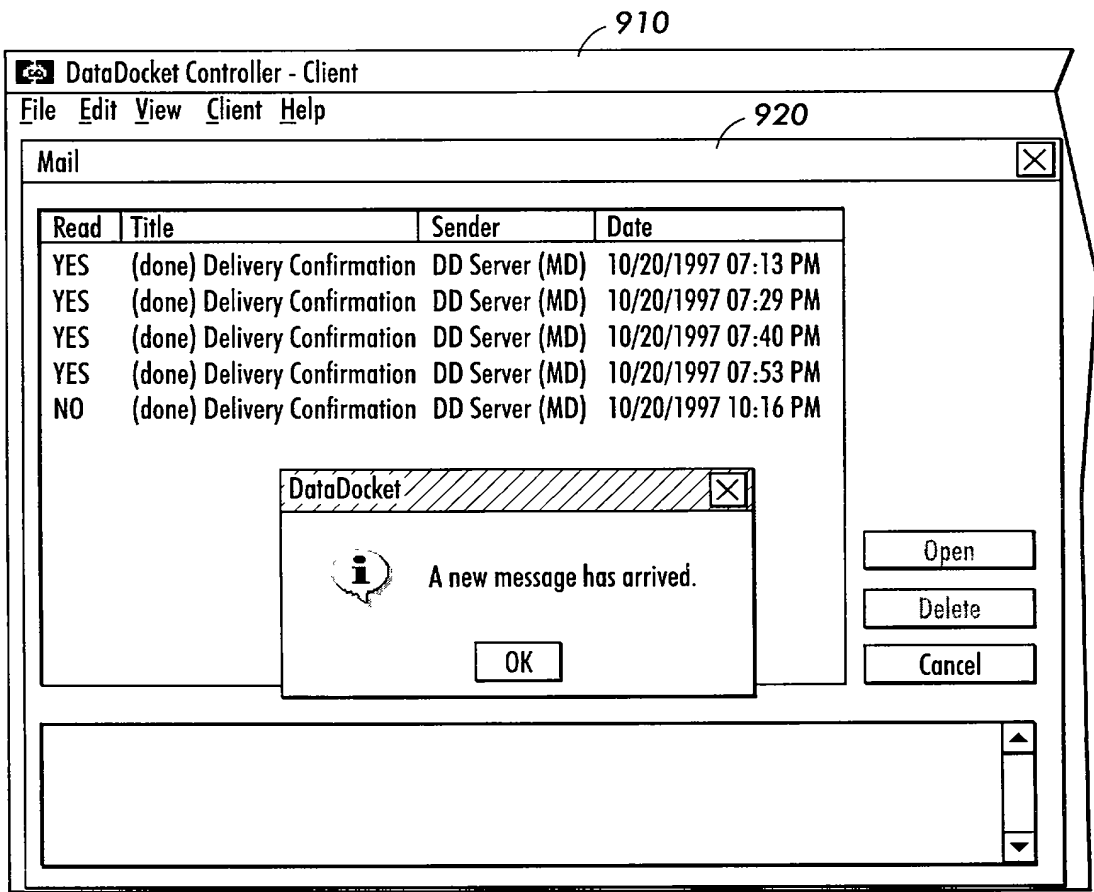 910
DataDocket Controller - Client
File Edit View Client Help
920
Mail
Read Title Sender Date
YES (done) Delivery Confirmation DD Server (MD) 10/20/1997 07:13 PM
YES (done) Delivery Confirmation DD Server (MD) 10/20/1997 07:29 PM
YES (done) Delivery Confirmation DD Server (MD) 10/20/1997 07:40 PM
YES (done) Delivery Confirmation DD Server (MD) 10/20/1997 07:53 PM
NO (done) Delivery Confirmation DD Server (MD) 10/20/1997 10:16 PM
DataDocket
A new message has arrived.
OK
Open
Delete
Cancel